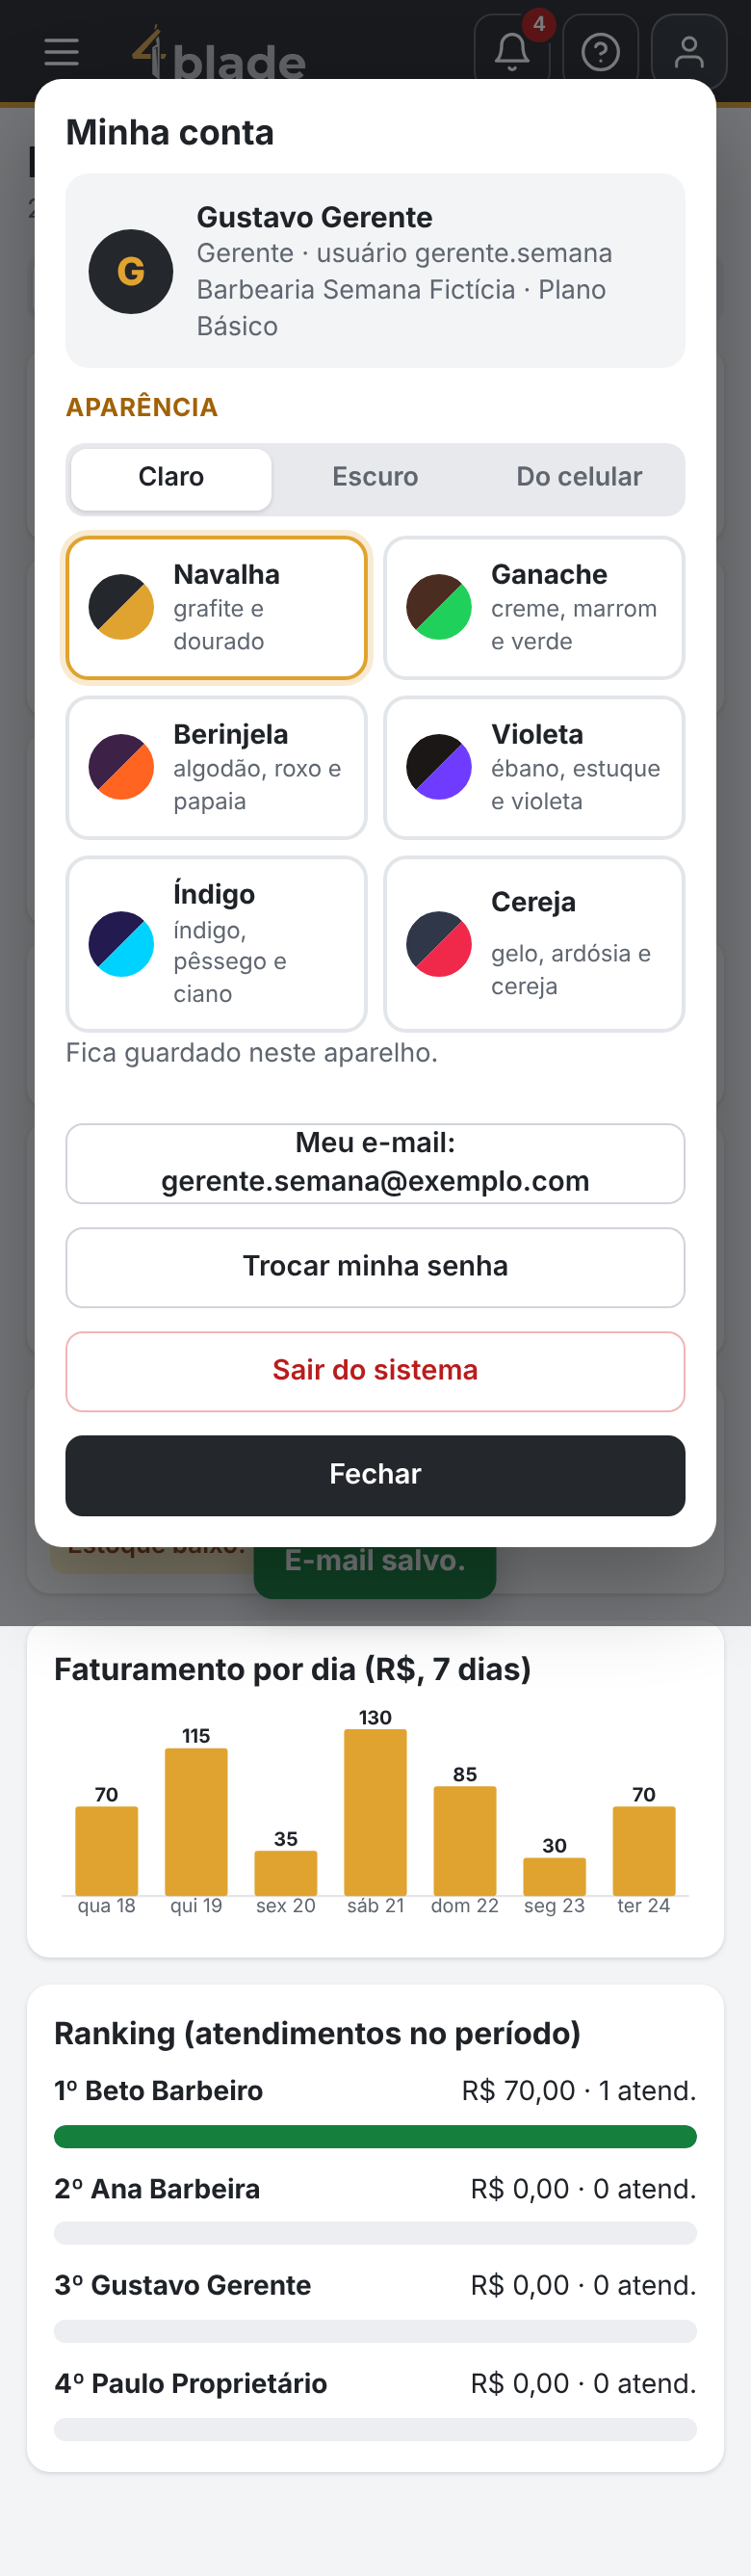 4blade
4
Minha conta
G
Gustavo Gerente
Gerente · usuário gerente.semana
Barbearia Semana Fictícia · Plano
Básico
APARÊNCIA
Claro
Escuro
Do celular
Navalha
grafite e
dourado
Ganache
creme, marrom
e verde
Berinjela
algodão, roxo e
papaia
Violeta
ébano, estuque
e violeta
Índigo
índigo,
pêssego e
ciano
Cereja
gelo, ardósia e
cereja
Fica guardado neste aparelho.
Meu e-mail:
gerente.semana@exemplo.com
Trocar minha senha
Sair do sistema
Fechar
Estoque baixo:
E-mail salvo.
Faturamento por dia (R$, 7 dias)
70 115 35 130 85 30 70
qua 18 qui 19 sex 20 sáb 21 dom 22 seg 23 ter 24
Ranking (atendimentos no período)
1º Beto Barbeiro R$ 70,00 · 1 atend.
2º Ana Barbeira R$ 0,00 · 0 atend.
3º Gustavo Gerente R$ 0,00 · 0 atend.
4º Paulo Proprietário R$ 0,00 · 0 atend.